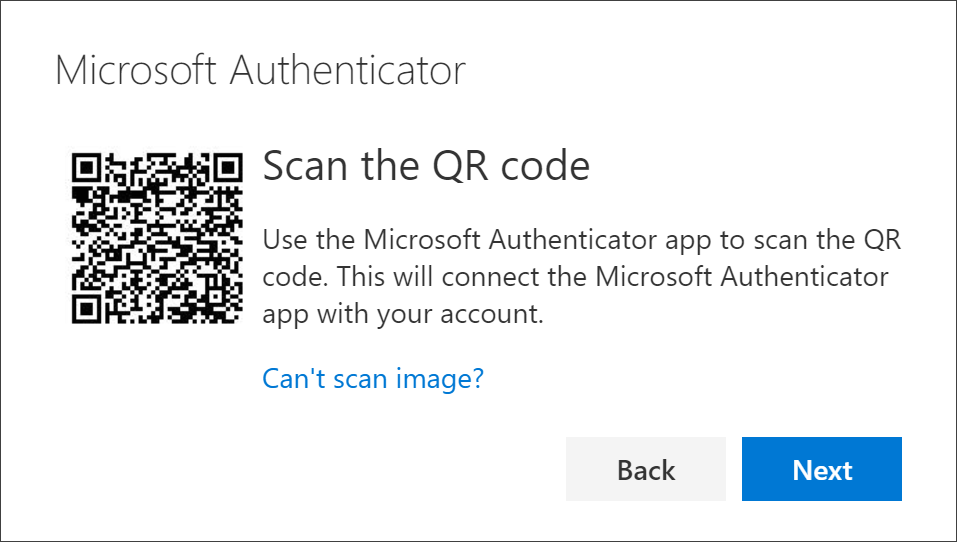 Microsoft Authenticator
Scan the QR code
Use the Microsoft Authenticator app to scan the QR
code. This will connect the Microsoft Authenticator
app with your account.
Can't scan image?
Back
Next